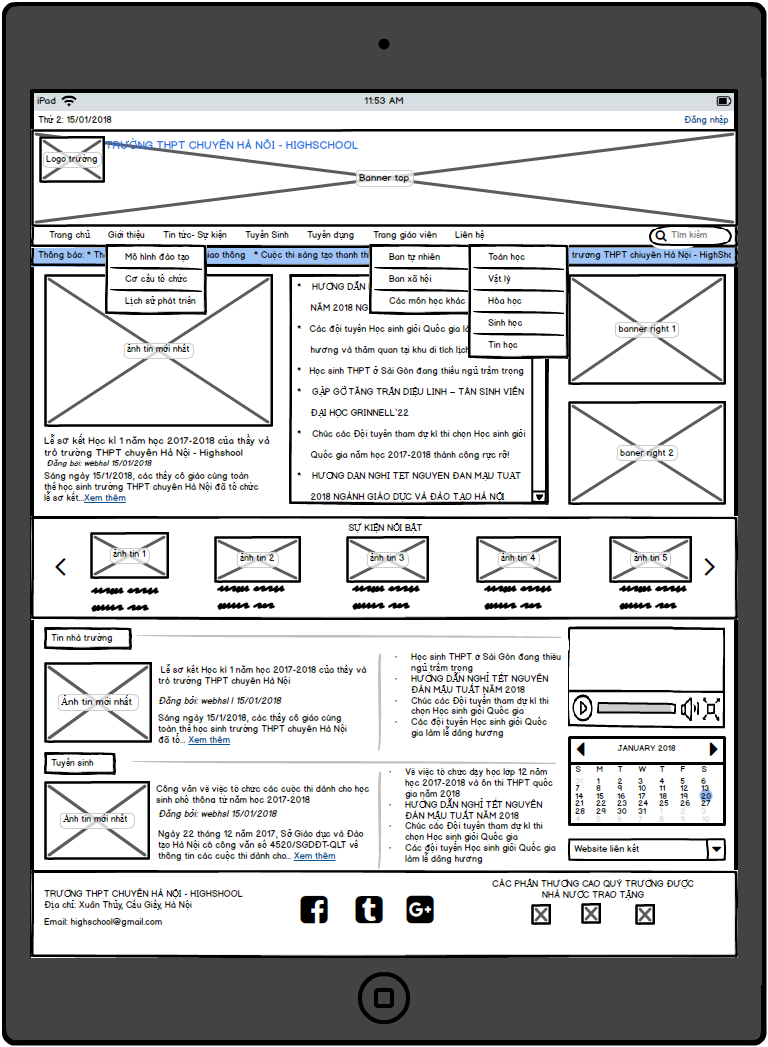 iPad
11:53 AM
Thứ 2: 15/01/2018
Đăng nhập
Logo trường
TRƯỜNG THPT CHUYÊN HÀ NỘI - HIGHSCHOOL
Banner top
Trang chủ
Giới thiệu
Tin tức- Sự kiện
Tuyển Sinh
Tuyển dụng
Trang giáo viên
Liên hệ
Tìm kiếm
Thông báo: * Th
iao thông * Cuộc thi sáng tạo thanh th
trường THPT chiuyên Hà Nội - HighSho
Mô hình đào tạo
Cơ cấu tổ chức
Lịch sử phát triển
Ban tự nhiên
Ban xã hội
Các môn học khác
Toán học
Vật lý
Hóa học
Sinh học
Tin học
ảnh tin mới nhất
Lễ sơ kết Học kì 1 năm học 2017-2018 của thầy và
trò trường THPT chuyên Hà Nội - Highshool
Đăng bởi: webhsl 15/01/2018
Sáng ngày 15/1/2018, các thầy cô giáo cùng toàn
thể học sinh trường THPT chuyên Hà Nội đã tổ chức
lễ sơ kết...Xem thêm
* HƯỚNG DẪN
NĂM 2018 NG
* Các đội tuyển Học sinh giỏi Quốc gia là
hương và thăm quan tại khu di tích lịch
* Học sinh THPT ở Sài Gòn đang thiếu ngủ trầm trọng
* GẶP GỠ TĂNG TRẦN DIỆU LINH – TÂN SINH VIÊN
ĐẠI HỌC GRINNELL'22
* Chúc các Đội tuyển tham dự kì thi chọn Học sinh giỏi
Quốc gia năm học 2017-2018 thành công rực rỡ!
* HƯỚNG DẪN NGHỈ TẾT NGUYÊN ĐÁN MẬU TUẤT
2018 NGÀNH GIÁO DỤC VÀ ĐÀO TẠO HÀ NỘI
banner right 1
baner right 2
SỰ KIỆN NỔI BẬT
ảnh tin 1
ảnh tin 2
ảnh tin 3
ảnh tin 4
ảnh tin 5
Tin nhà trường
Ảnh tin mới nhất
Lễ sơ kết Học kì 1 năm học 2017-2018 của thầy và
trò trường THPT chuyên Hà Nội
Đăng bởi: webhsl l 15/01/2018
Sáng ngày 15/1/2018, các thầy cô giáo cùng
toàn thể học sinh trường THPT chuyên Hà Nội
đã tổ... Xem thêm
· Học sinh THPT ở Sài Gòn đang thiếu
ngủ trầm trọng
· HƯỚNG DẪN NGHỈ TẾT NGUYÊN
ĐÁN MẬU TUẤT NĂM 2018
· Chúc các Đội tuyển tham dự kì thi
chọn Học sinh giỏi Quốc gia
· Các đội tuyển Học sinh giỏi Quốc
gia làm lễ dâng hương
Tuyển sinh
Ảnh tin mới nhất
Công văn về việc tổ chức các cuộc thi dành cho học
sinh phổ thông từ năm học 2017-2018
Đăng bởi: webhsl 15/01/2018
Ngày 22 tháng 12 năm 2017, Sở Giáo dục và Đào
tạo Hà Nội có công văn số 4520/SGDĐT-QLT về
thông tin các cuộc thi dành cho... Xem thêm
· Về việc tổ chức dạy học lớp 12 năm
học 2017-2018 và ôn thi THPT quốc
gia năm 2018
· HƯỚNG DẪN NGHỈ TẾT NGUYÊN
ĐÁN MẬU TUẤT NĂM 2018
· Chúc các Đội tuyển tham dự kì thi
chọn Học sinh giỏi Quốc gia
· Các đội tuyển Học sinh giỏi Quốc gia
làm lễ dâng hương
JANUARY 2018
S M T W T F S
31 1 2 3 4 5 6
7 8 9 10 11 12 13
14 15 16 17 18 19 20
21 22 23 24 25 26 27
28 29 30 31 1 2 3
4 5 6 7 8 9 10
Website liên kết
TRƯỜNG THPT CHUYÊN HÀ NỘI - HIGHSHOOL
Địa chỉ: Xuân Thủy, Cầu Giấy, Hà Nội
Email: highschool@gmail.com
f
t
G+
CÁC PHẦN THƯỞNG CAO QUÝ TRƯỜNG ĐƯỢC
NHÀ NƯỚC TRAO TẶNG